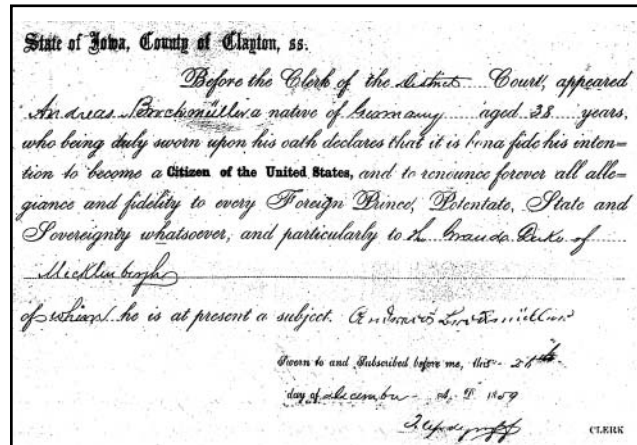 State of Iowa, County of Clayton, ss.
Before the Clerk of the District Court, appeared
Andreas a native of Germany aged 38 years,
who being duly sworn upon his oath declares that it is bona fide his inten=
tion to become a Citizen of the United States, and to renounce forever all alle=
giance and fidelity to every Foreign Prince, Potentate, State and
Sovereignty whatsoever, and particularly to Duke of
of whom he is at present a subject.
Sworn to and Subscribed before me, this
day of December A. D. 1859
CLERK